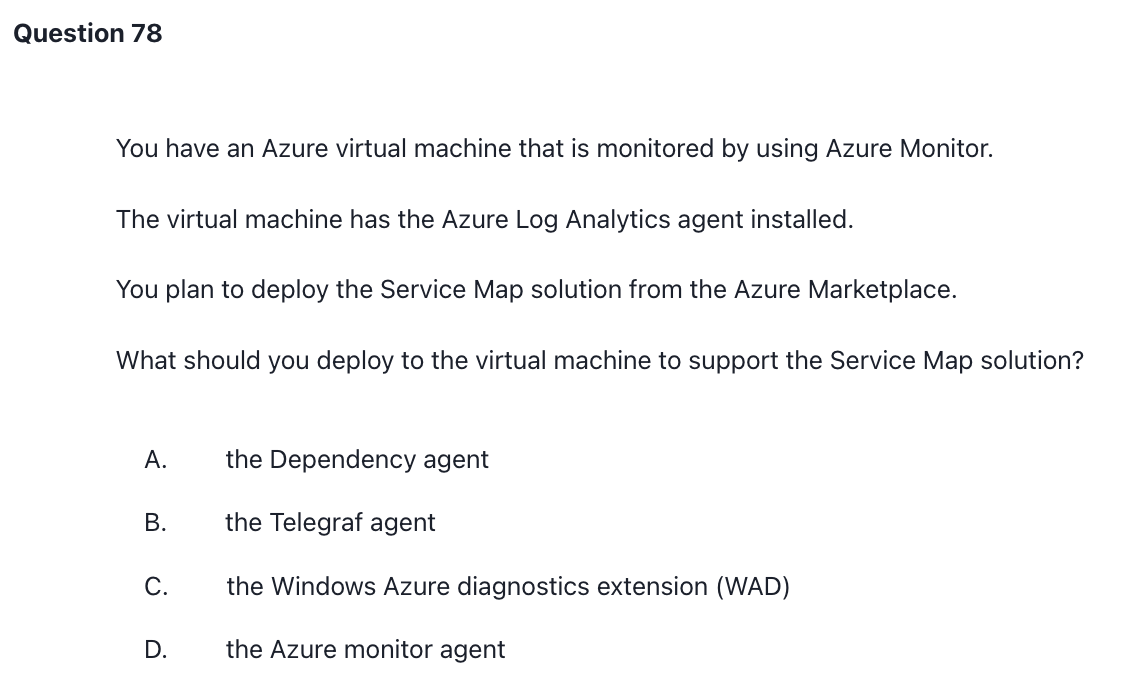 Question 78
You have an Azure virtual machine that is monitored by using Azure Monitor.
The virtual machine has the Azure Log Analytics agent installed.
You plan to deploy the Service Map solution from the Azure Marketplace.
What should you deploy to the virtual machine to support the Service Map solution?
A. the Dependency agent
B. the Telegraf agent
C. the Windows Azure diagnostics extension (WAD)
D. the Azure monitor agent